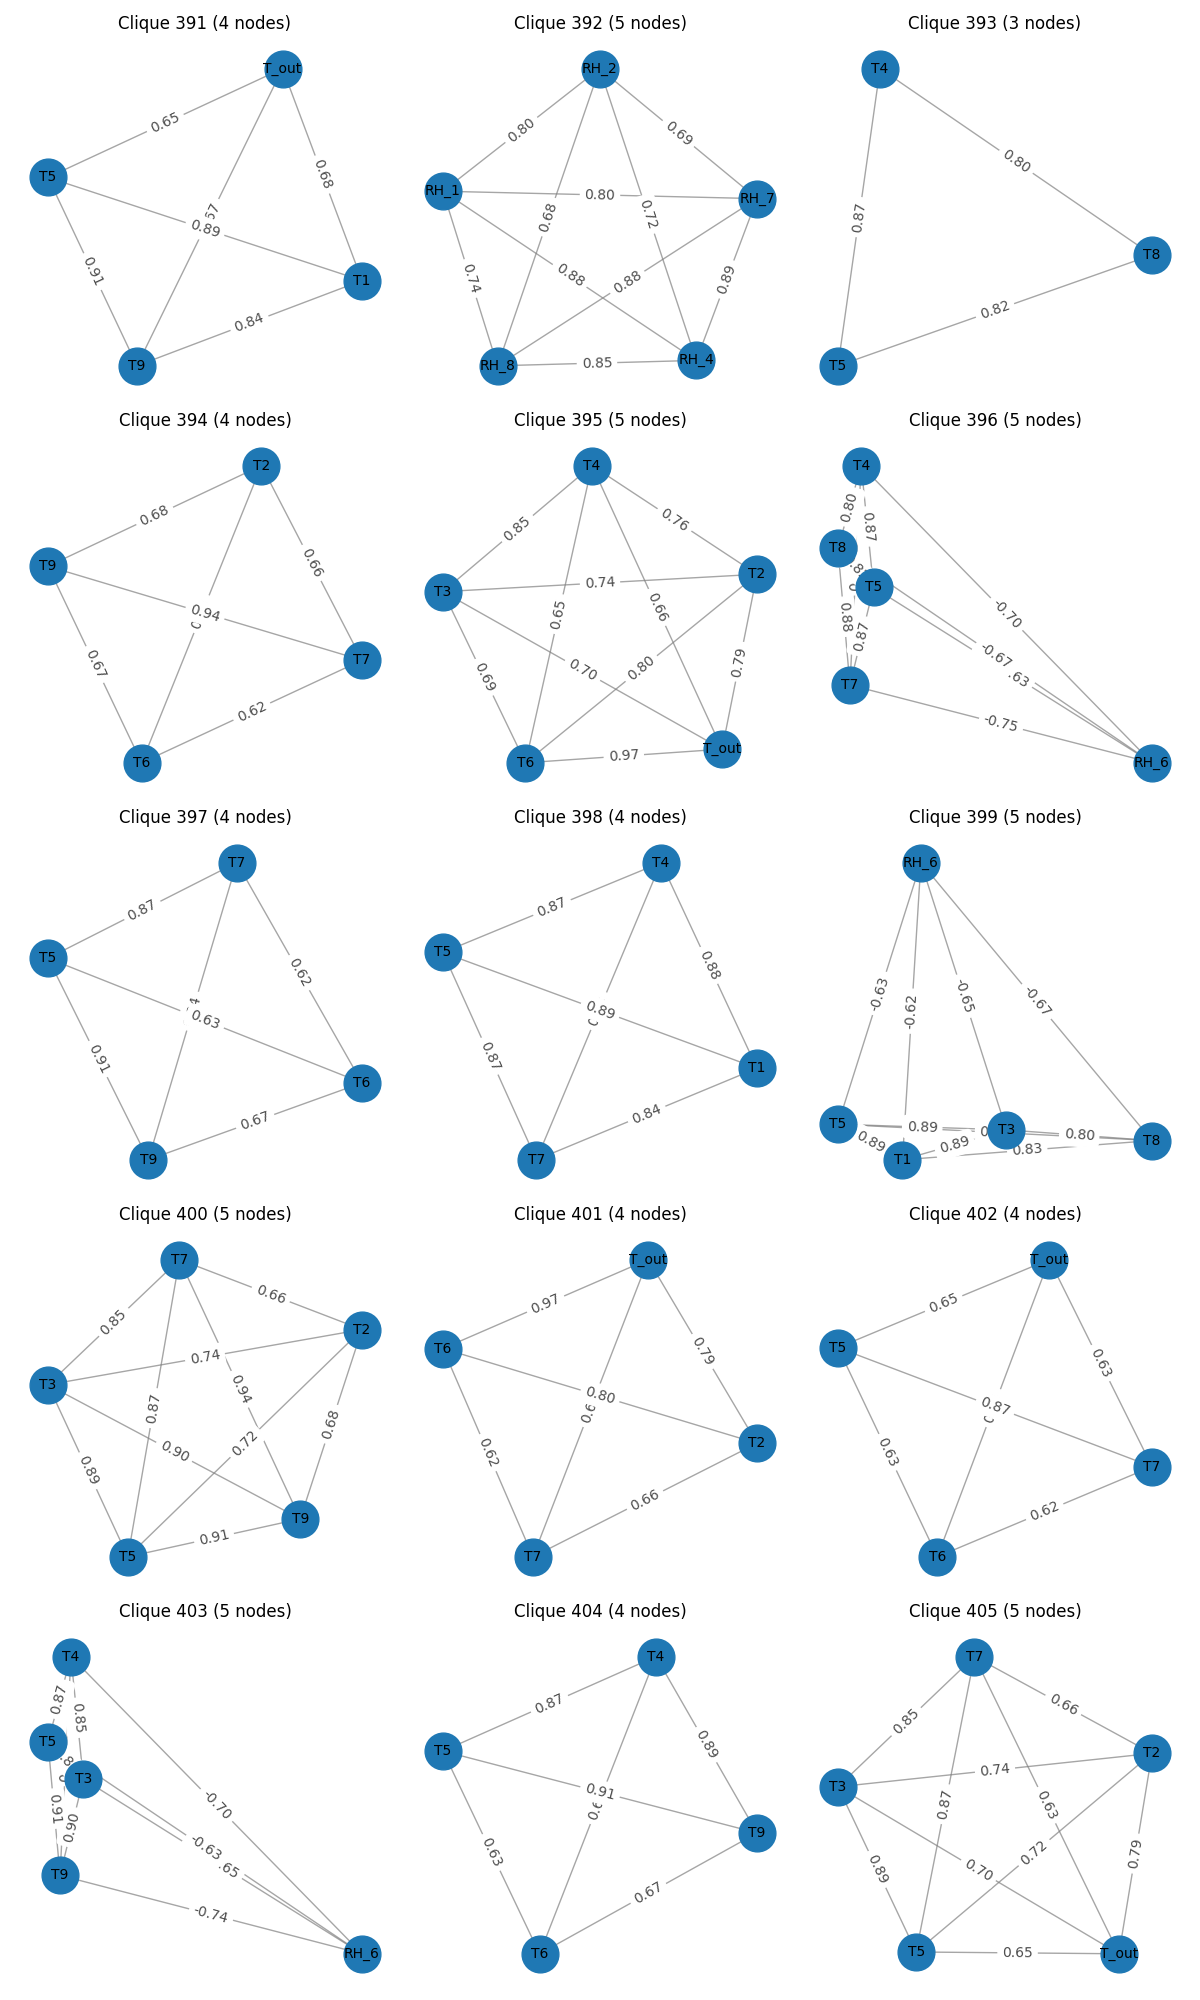 Clique 391 (4 nodes)
T_out
0.65
0.68
T5
57
0.89
0.91
T1
0.84
T9
Clique 392 (5 nodes)
RH_2
0.80
0.69
RH_1
0.80
RH_7
0.68
0.72
0.74
0.88
0.88
0.89
RH_8
0.85
RH_4
Clique 393 (3 nodes)
T4
0.80
0.87
T8
0.82
T5
Clique 394 (4 nodes)
T2
0.68
0.66
T9
0.94
0.67
T7
0.62
T6
Clique 395 (5 nodes)
T4
0.85
0.76
T3
0.74
T2
0.65
0.66
0.69
0.70
0.80
0.79
T6
0.97
T_out
Clique 396 (5 nodes)
T4
0.80
0.87
T8
T5
0.88
0.87
-0.70
-0.67
.63
T7
-0.75
RH_6
Clique 397 (4 nodes)
T7
0.87
0.62
T5
0.63
0.91
T6
0.67
T9
Clique 398 (4 nodes)
T4
0.87
0.88
T5
0.89
0.87
T1
0.84
T7
Clique 399 (5 nodes)
RH_6
-0.63
-0.62
-0.65
-0.67
T5
0.89
T3
0.80
T8
0.89
0.89
0.83
T1
Clique 400 (5 nodes)
T7
0.85
0.66
T2
T3
0.74
0.87
0.94
0.68
0.89
0.90
0.72
T5
0.91
T9
Clique 401 (4 nodes)
T_out
0.97
0.79
T6
0.80
0.62
T2
0.66
T7
Clique 402 (4 nodes)
T_out
0.65
0.63
T5
0.87
0.63
T7
0.62
T6
Clique 403 (5 nodes)
T4
0.87
0.85
T5
T3
0.91
0.90
-0.70
-0.63
.65
T9
-0.74
RH_6
Clique 404 (4 nodes)
T4
0.87
0.89
T5
0.91
0.63
T9
0.67
T6
Clique 405 (5 nodes)
T7
0.85
0.66
T2
T3
0.74
0.87
0.63
0.89
0.70
0.72
0.79
T5
0.65
T_out